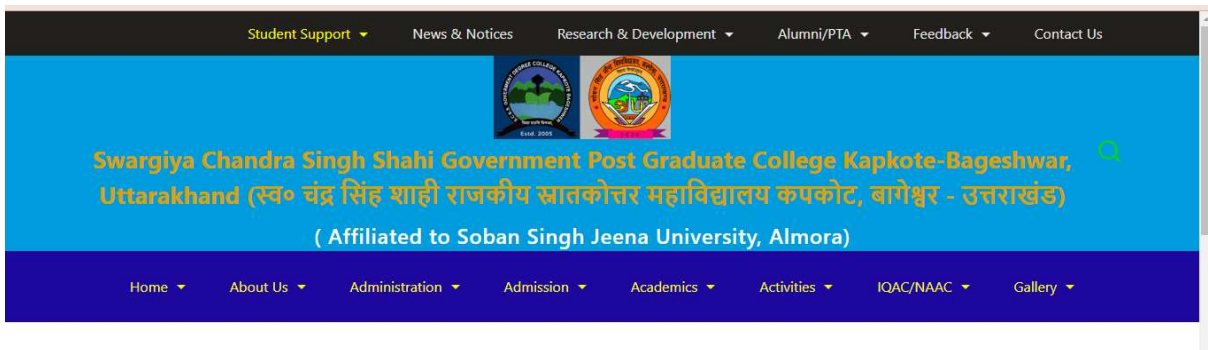 Student Support News & Notices Research & Development Alumni/PTA Feedback Contact Us
Estd. 2005
Swargiya Chandra Singh Shahi Government Post Graduate College Kapkote-Bageshwar,
Uttarakhand (स्व० चंद्र सिंह शाही राजकीय स्नातकोत्तर महाविद्यालय कपकोट, बागेश्वर - उत्तराखंड)
( Affiliated to Soban Singh Jeena University, Almora)
Home About Us Administration Admission Academics Activities IQAC/NAAC Gallery